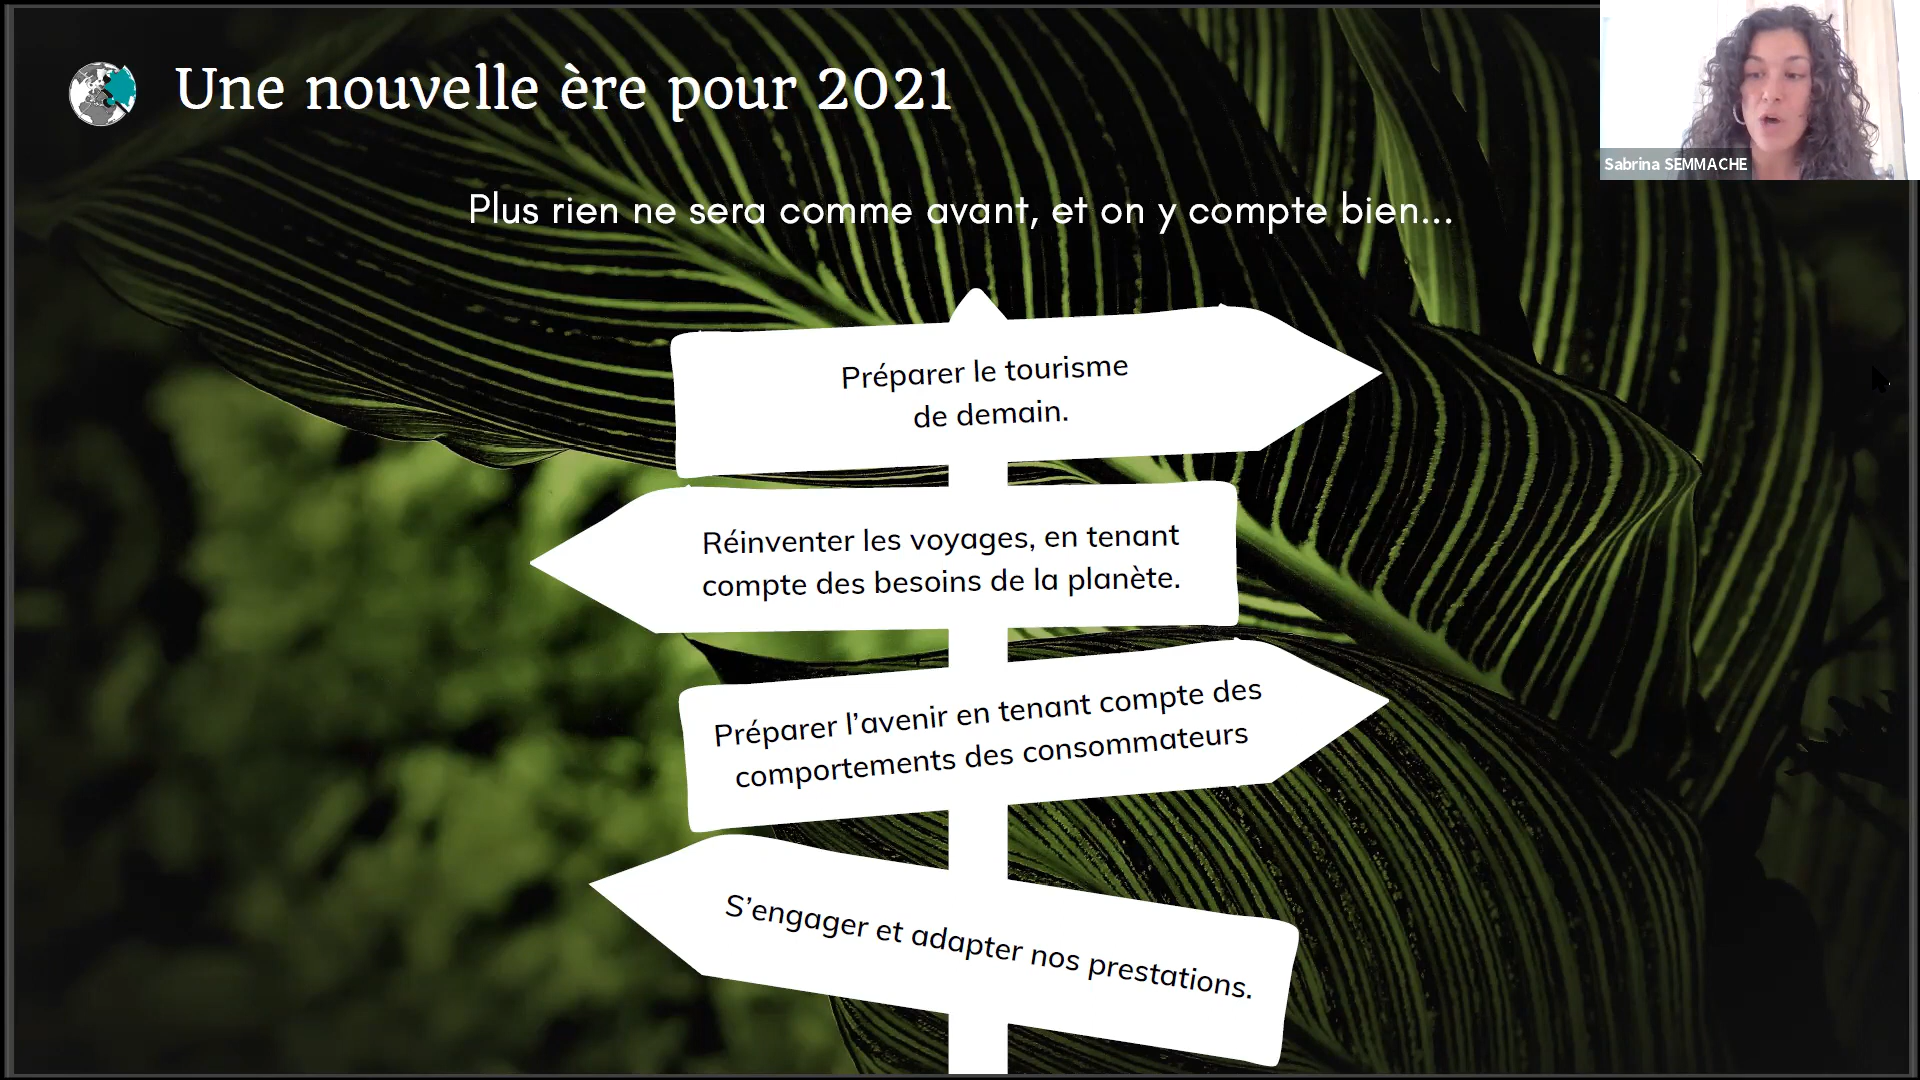 Une nouvelle ère pour 2021
Sabrina SEMMACHE
Plus rien ne sera comme avant, et on y compte bien...
Préparer le tourisme
de demain.
Réinventer les voyages, en tenant
compte des besoins de la planète.
Préparer l’avenir en tenant compte des
comportements des consommateurs
S’engager et adapter nos prestations.